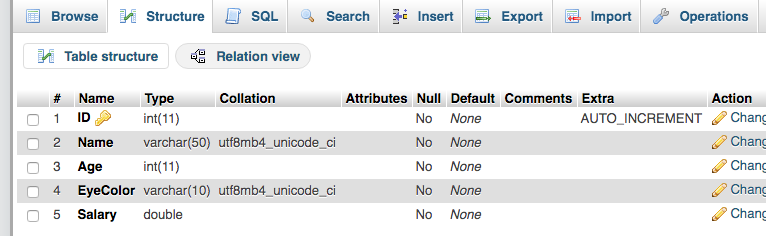 Browse Structure SQL Search Insert Export Import Operations
Table structure Relation view
# Name Type Collation Attributes Null Default Comments Extra Action
1 ID int(11) No None AUTO_INCREMENT Chang
2 Name varchar(50) utf8mb4_unicode_ci No None Chang
3 Age int(11) No None Chang
4 EyeColor varchar(10) utf8mb4_unicode_ci No None Chang
5 Salary double No None Chang